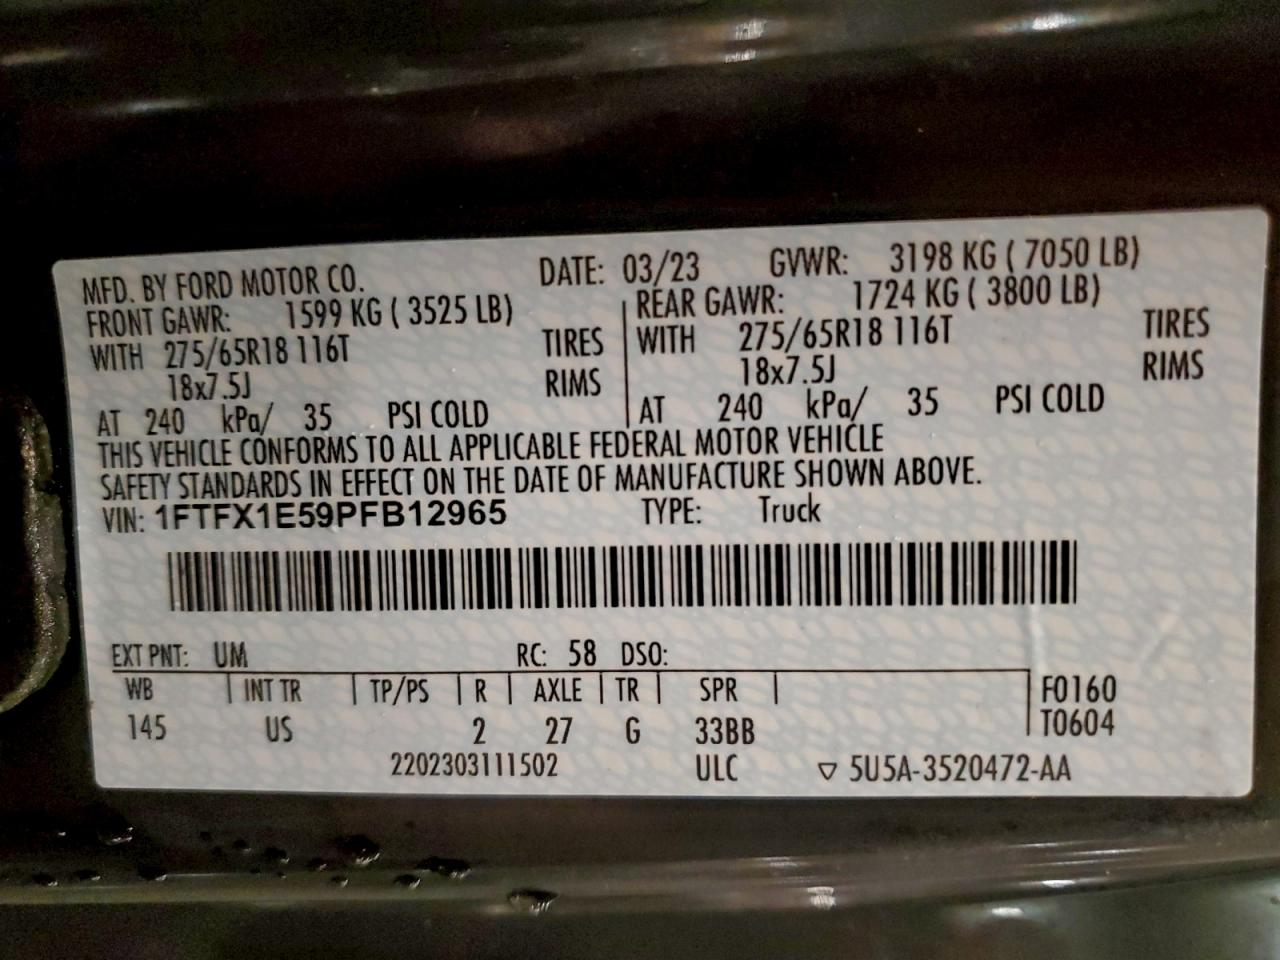 MFD. BY FORD MOTOR CO. DATE: 03/23 GVWR: 3198 KG ( 7050 LB)
FRONT GAWR: 1599 KG ( 3525 LB) REAR GAWR: 1724 KG ( 3800 LB)
WITH 275/65R18 116T TIRES WITH 275/65R18 116T TIRES
18x7.5J RIMS 18x7.5J RIMS
AT 240 kPa/ 35 PSI COLD AT 240 kPa/ 35 PSI COLD
THIS VEHICLE CONFORMS TO ALL APPLICABLE FEDERAL MOTOR VEHICLE
SAFETY STANDARDS IN EFFECT ON THE DATE OF MANUFACTURE SHOWN ABOVE.
VIN: 1FTFX1E59PFB12965 TYPE: Truck
EXT PNT: UM RC: 58 DSO:
WB INT TR TP/PS R AXLE TR SPR F0160
145 US 2 27 G 33BB T0604
2202303111502 ULC ▽ 5U5A-3520472-AA